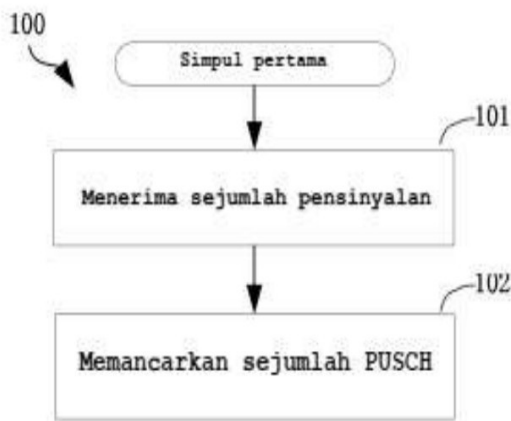 100
Simpul pertama
101
Menerima sejumlah pensinyalan
102
Memancarkan sejumlah PUSCH